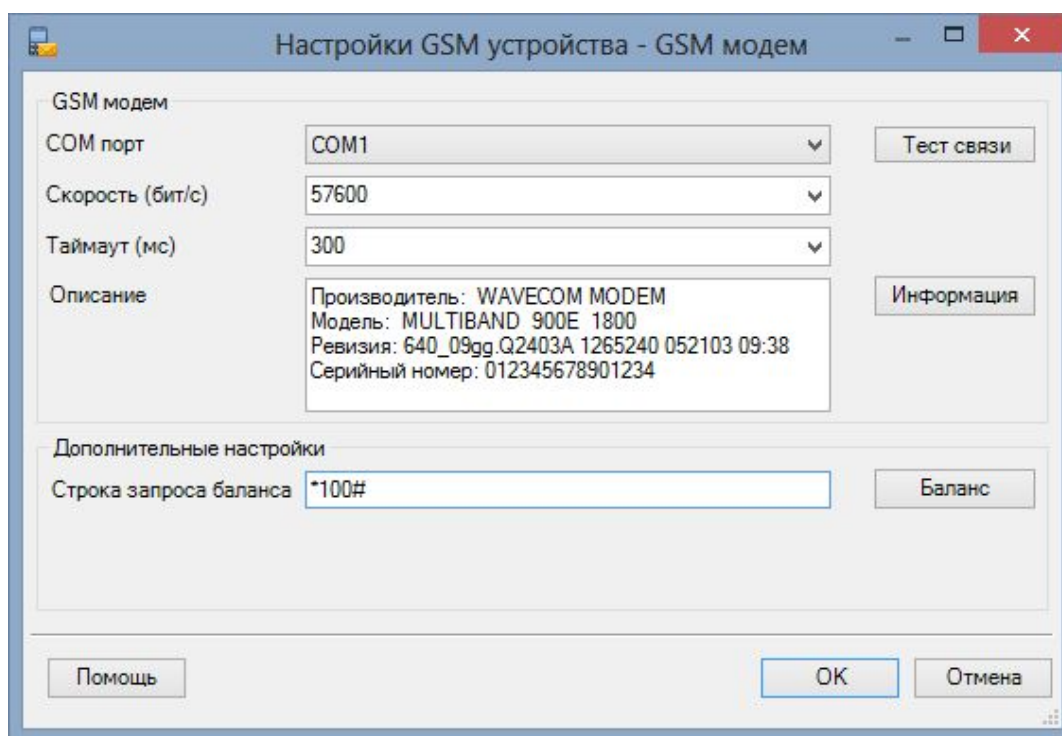 Настройки GSM устройства - GSM модем
GSM модем
COM порт
COM1
Тест связи
Скорость (бит/с)
57600
Таймаут (мс)
300
Описание
Производитель:  WAVECOM MODEM
Модель:  MULTIBAND  900E  1800
Ревизия: 640_09gg.Q2403A 1265240 052103 09:38
Серийный номер: 012345678901234
Информация
Дополнительные настройки
Строка запроса баланса
*100#
Баланс
Помощь
OK
Отмена